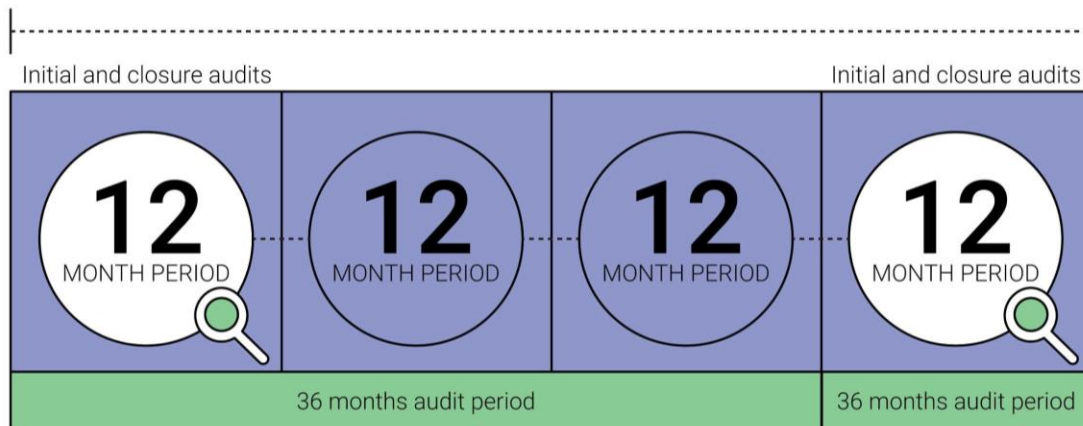 Initial and closure audits
Initial and closure audits
12
MONTH PERIOD
12
MONTH PERIOD
12
MONTH PERIOD
12
MONTH PERIOD
36 months audit period
36 months audit period